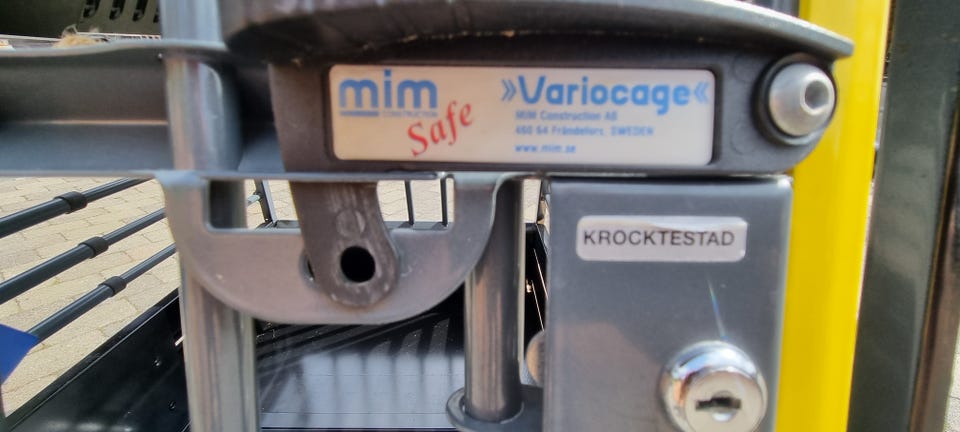 mim
CONSTRUCTION
Safe
»Variocage«
MIM Construction AB
460 64 Frändefors, SWEDEN
www.mim.se
KROCKTESTAD